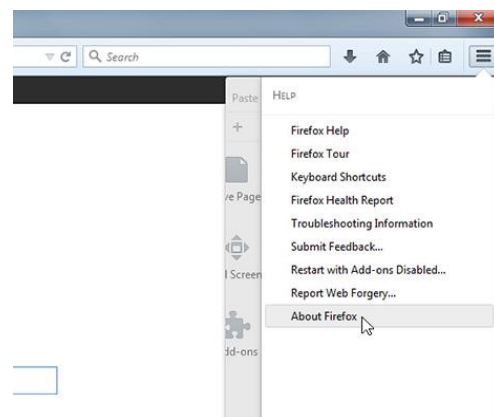 Search
Paste
HELP
Firefox Help
Firefox Tour
Keyboard Shortcuts
Firefox Health Report
ve Page
Troubleshooting Information
Submit Feedback...
Screen
Restart with Add-ons Disabled...
Report Web Forgery...
About Firefox
dd-ons